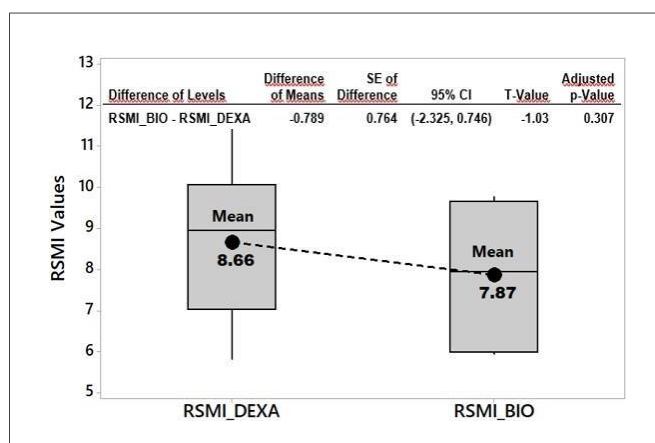 13
12
11
10
9
8
7
6
5
RSMI Values
Difference SE of Adjusted
Difference of Levels of Means Difference 95% CI T-Value p-Value
RSMI_BIO - RSMI_DEXA -0.789 0.764 (-2.325, 0.746) -1.03 0.307
Mean
8.66
Mean
7.87
RSMI_DEXA RSMI_BIO